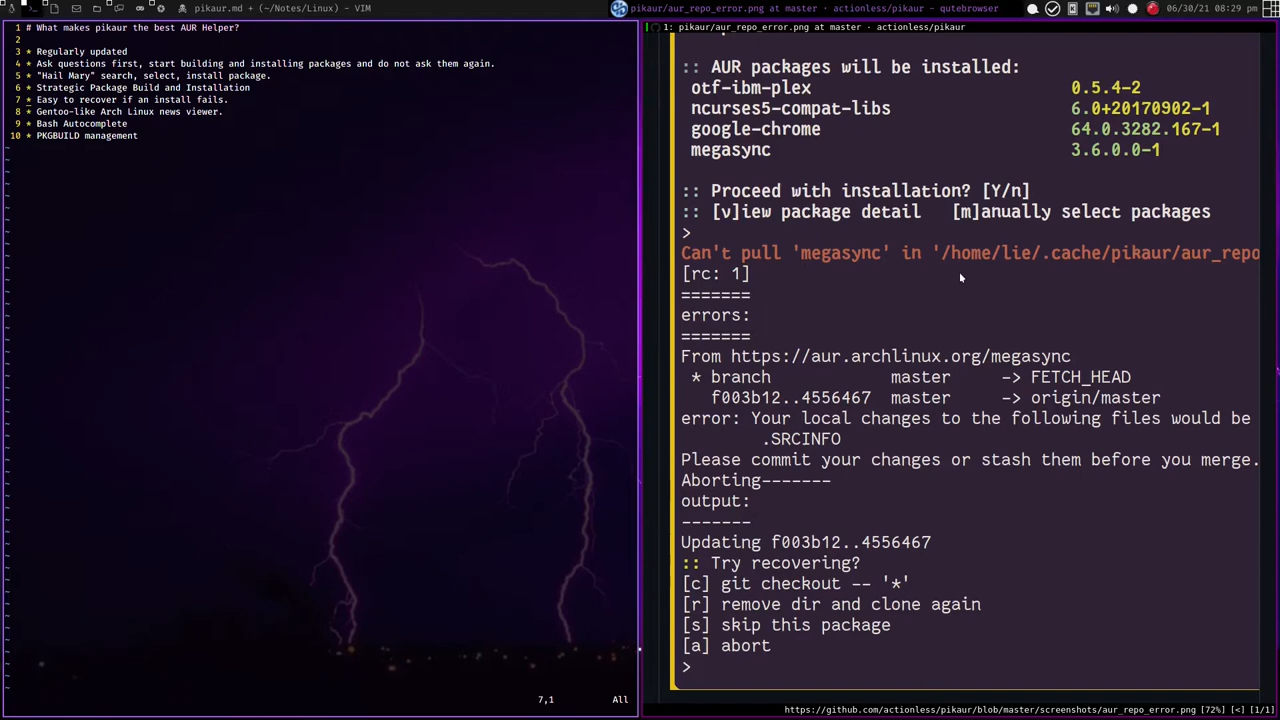 pikaur.md + (~/Notes/Linux) - VIM
pikaur/aur_repo_error.png at master · actionless/pikaur - qutebrowser
06/30/21 08:29 pm
1 # What makes pikaur the best AUR Helper?
2
3 * Regularly updated
4 * Ask questions first, start building and installing packages and do not ask them again.
5 * "Hail Mary" search, select, install package.
6 * Strategic Package Build and Installation
7 * Easy to recover if an install fails.
8 * Gentoo-like Arch Linux news viewer.
9 * Bash Autocomplete
10 * PKGBUILD management
7,1 All
1: pikaur/aur_repo_error.png at master · actionless/pikaur
:: AUR packages will be installed:
otf-ibm-plex 0.5.4-2
ncurses5-compat-libs 6.0+20170902-1
google-chrome 64.0.3282.167-1
megasync 3.6.0.0-1
:: Proceed with installation? [Y/n]
:: [v]iew package detail [m]anually select packages
>
Can't pull 'megasync' in '/home/lie/.cache/pikaur/aur_repo
[rc: 1]
=======
errors:
=======
From https://aur.archlinux.org/megasync
* branch master -> FETCH_HEAD
f003b12..4556467 master -> origin/master
error: Your local changes to the following files would be
.SRCINFO
Please commit your changes or stash them before you merge.
Aborting-------
output:
-------
Updating f003b12..4556467
:: Try recovering?
[c] git checkout -- '*'
[r] remove dir and clone again
[s] skip this package
[a] abort
>
https://github.com/actionless/pikaur/blob/master/screenshots/aur_repo_error.png [72%] [<] [1/1]